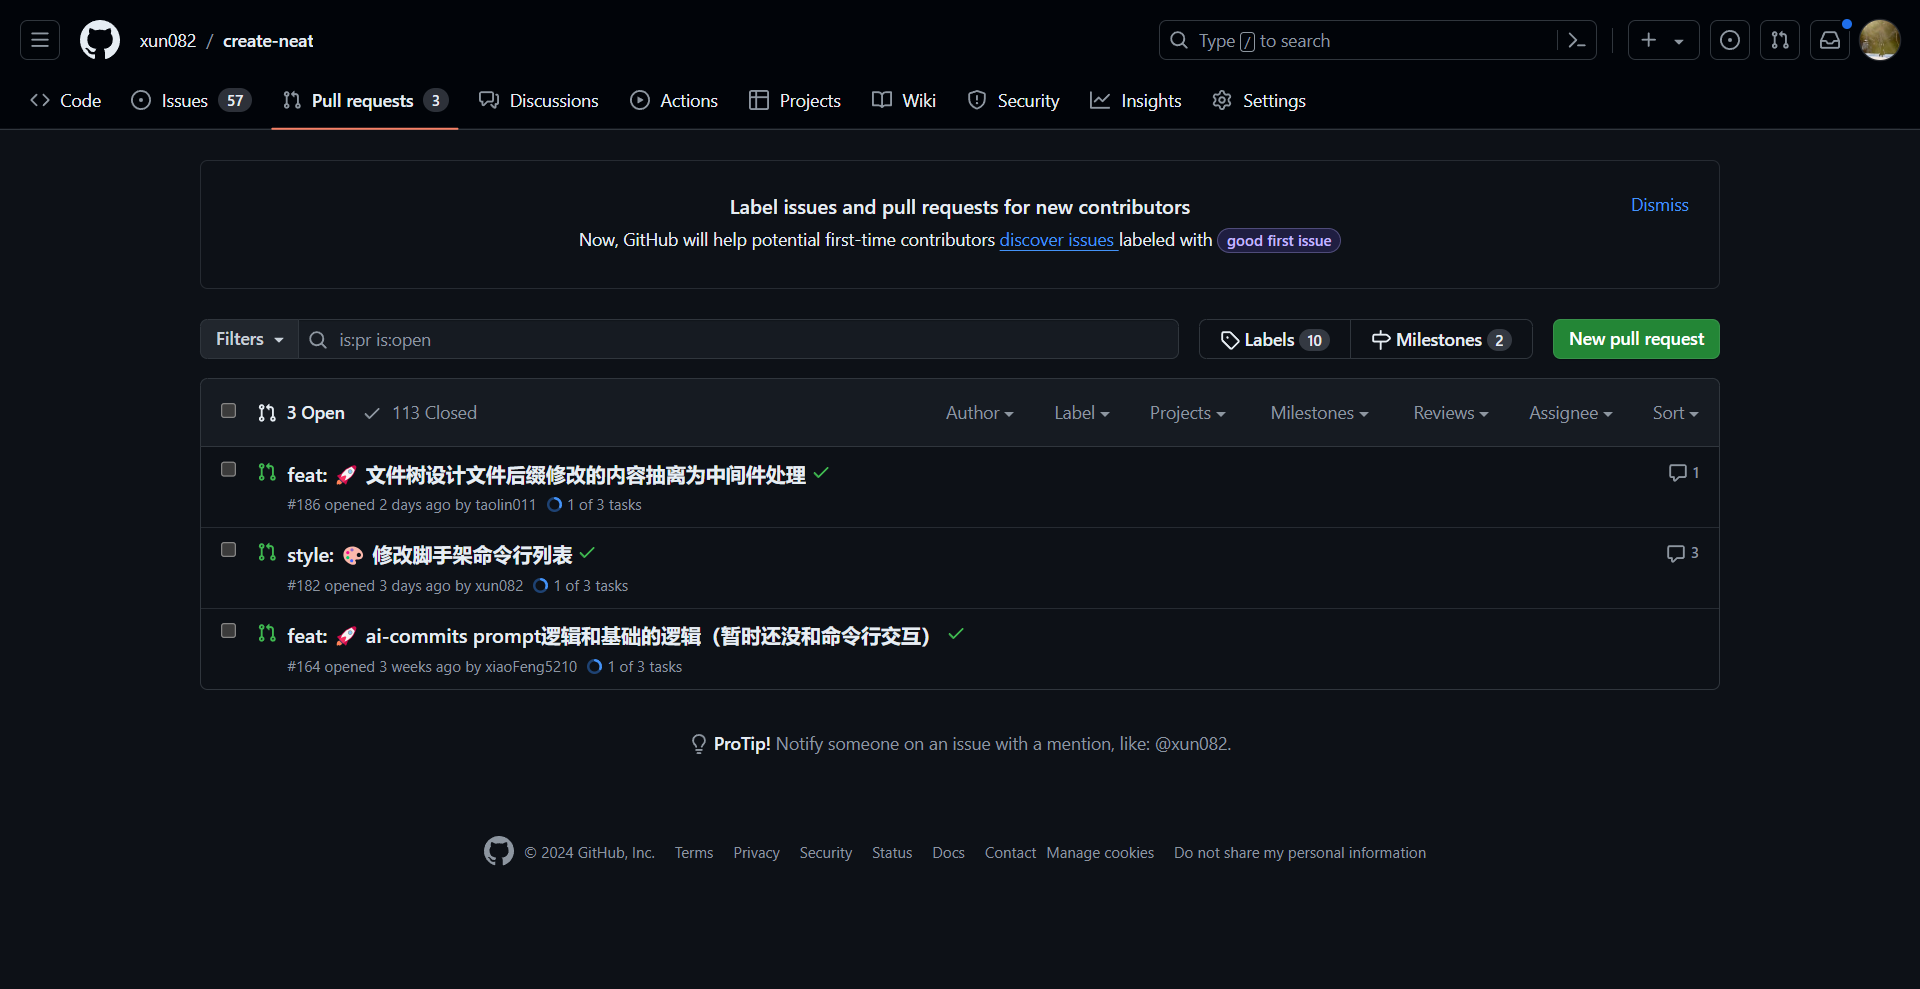 xun082 / create-neat
Type / to search
Code
Issues 57
Pull requests 3
Discussions
Actions
Projects
Wiki
Security
Insights
Settings
Label issues and pull requests for new contributors
Dismiss
Now, GitHub will help potential first-time contributors discover issues labeled with good first issue
Filters
is:pr is:open
Labels 10
Milestones 2
New pull request
3 Open
113 Closed
Author
Label
Projects
Milestones
Reviews
Assignee
Sort
feat: 🚀 文件树设计文件后缀修改的内容抽离为中间件处理
1
#186 opened 2 days ago by taolin011 1 of 3 tasks
style: 🎨 修改脚手架命令行列表
3
#182 opened 3 days ago by xun082 1 of 3 tasks
feat: 🚀 ai-commits prompt逻辑和基础的逻辑（暂时还没和命令行交互）
#164 opened 3 weeks ago by xiaoFeng5210 1 of 3 tasks
ProTip! Notify someone on an issue with a mention, like: @xun082.
© 2024 GitHub, Inc.
Terms
Privacy
Security
Status
Docs
Contact
Manage cookies
Do not share my personal information